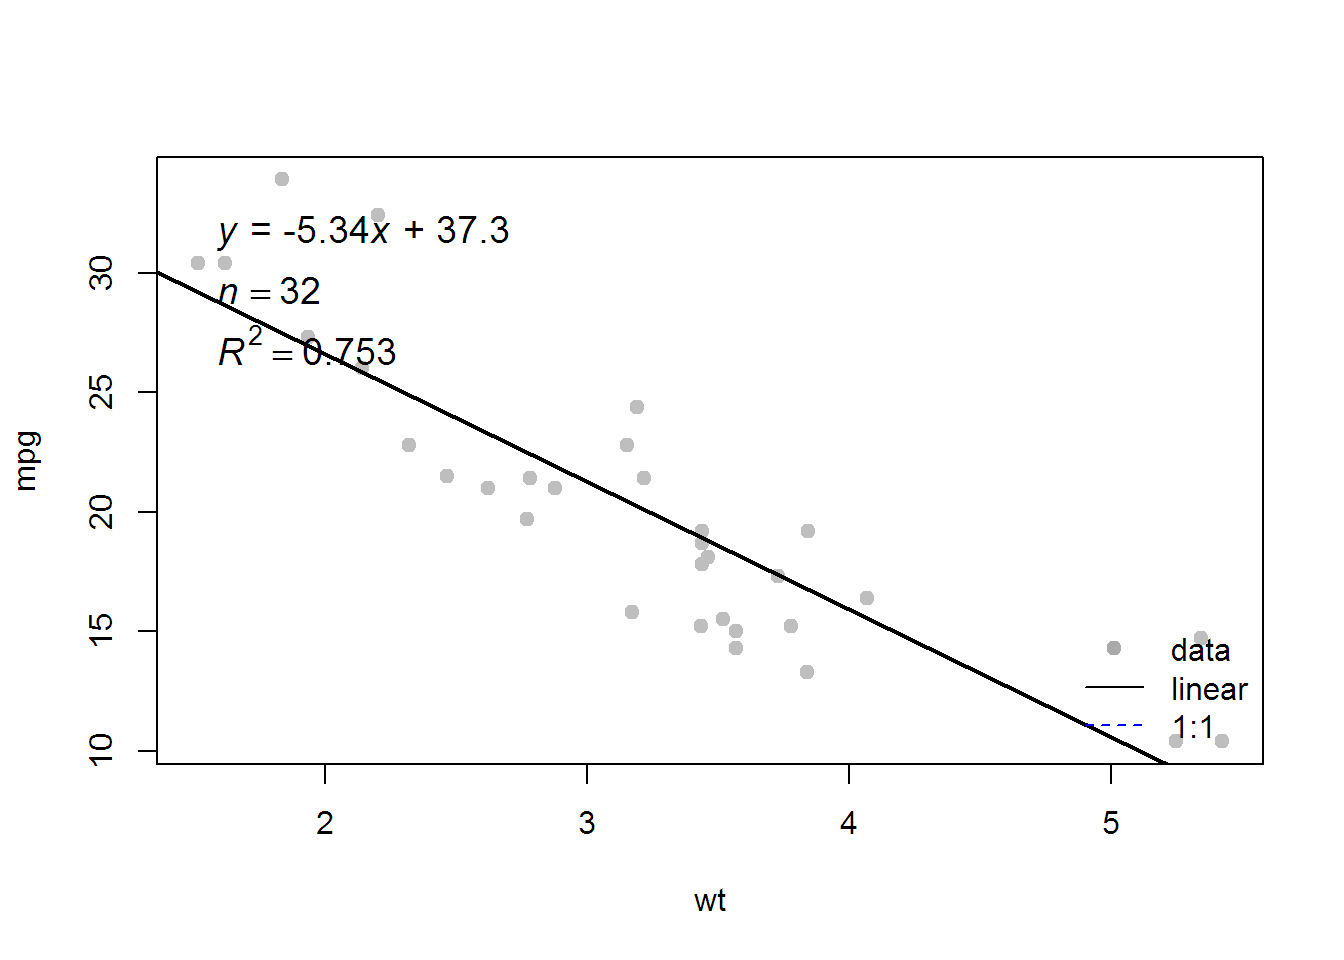 y = -5.34x + 37.3
n = 32
R² = 0.753
30
25
20
15
10
mpg
data
linear
1:1
2 3 4 5
wt